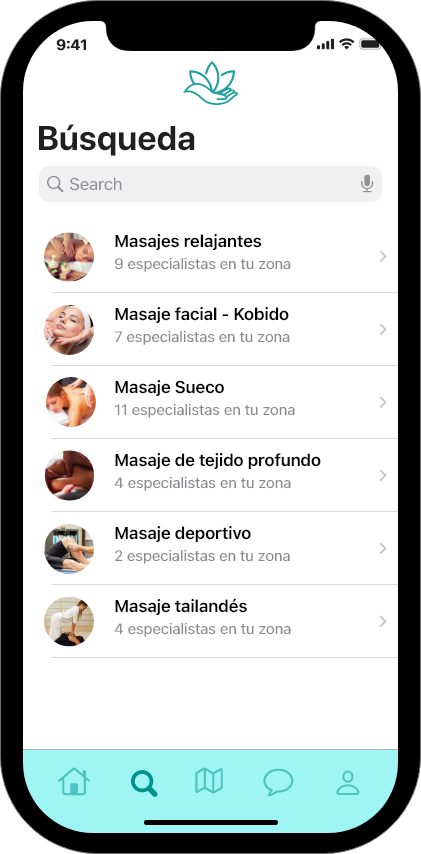 9:41
Búsqueda
Search
Masajes relajantes
9 especialistas en tu zona
Masaje facial - Kobido
7 especialistas en tu zona
Masaje Sueco
11 especialistas en tu zona
Masaje de tejido profundo
4 especialistas en tu zona
Masaje deportivo
2 especialistas en tu zona
Masaje tailandés
4 especialistas en tu zona